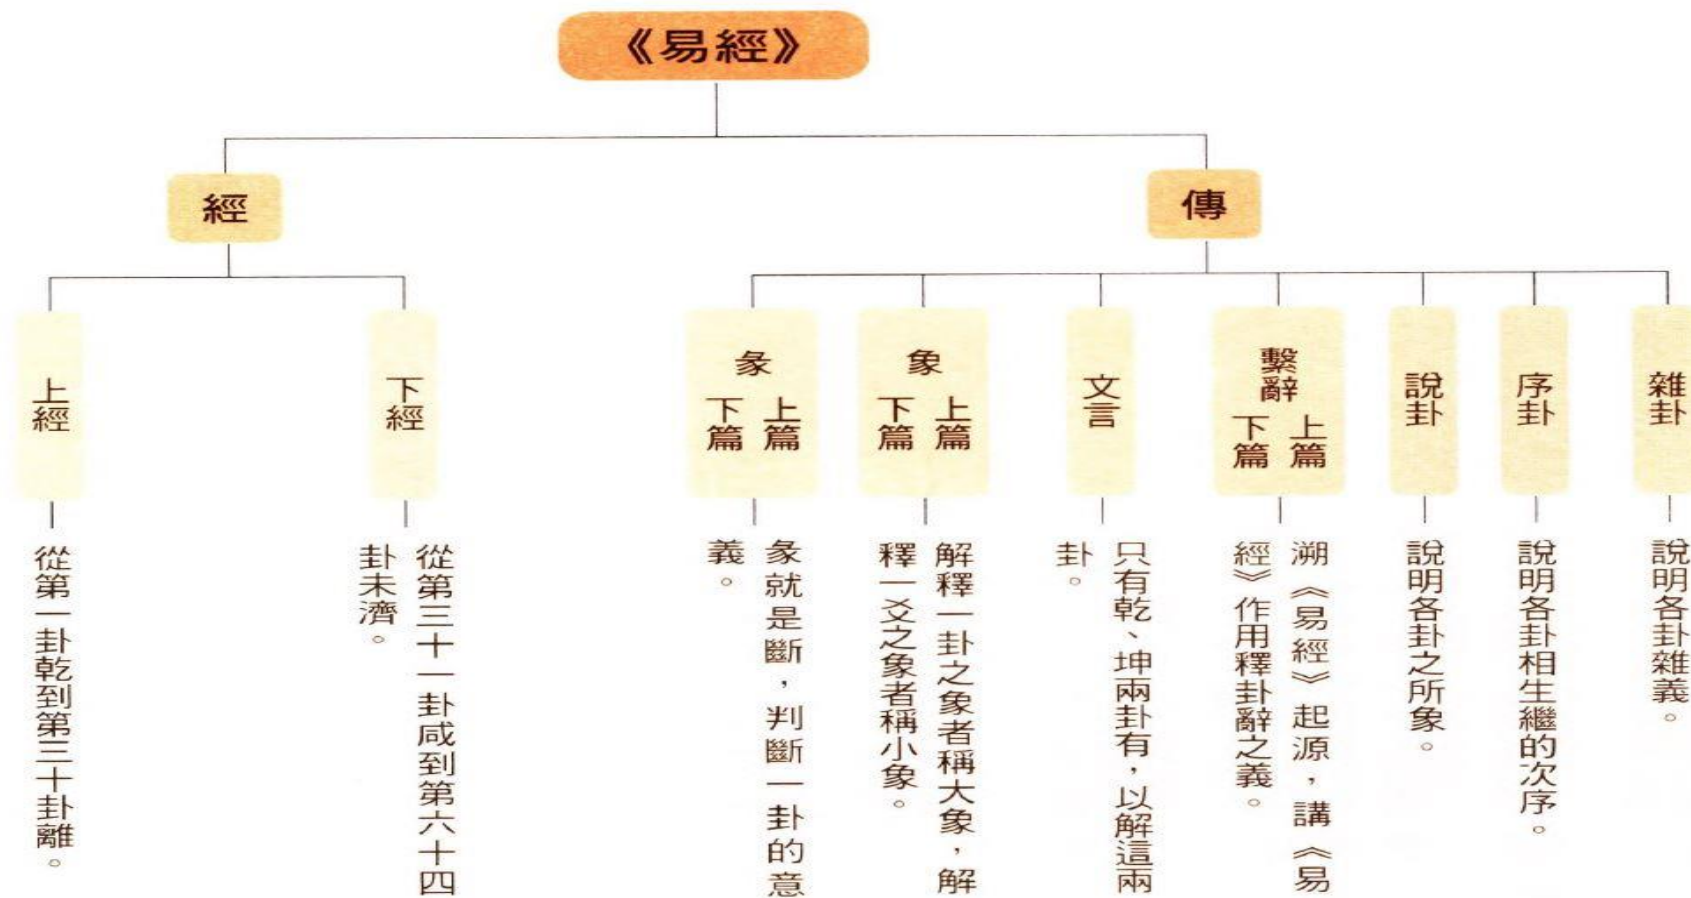 《易經》
經
傳
上經
下經
彖
上篇
下篇
象
上篇
下篇
文言
繫辭
上篇
下篇
說卦
序卦
雜卦
從第一卦乾到第三十卦離。
從第三十一卦咸到第六十四
卦未濟。
彖就是斷，判斷一卦的意
義。
解釋一卦之象者稱大象，解
釋一爻之象者稱小象。
只有乾、坤兩卦有，以解這兩
卦。
溯《易經》起源，講《易
經》作用釋卦辭之義。
說明各卦之所象。
說明各卦相生繼的次序。
說明各卦雜義。